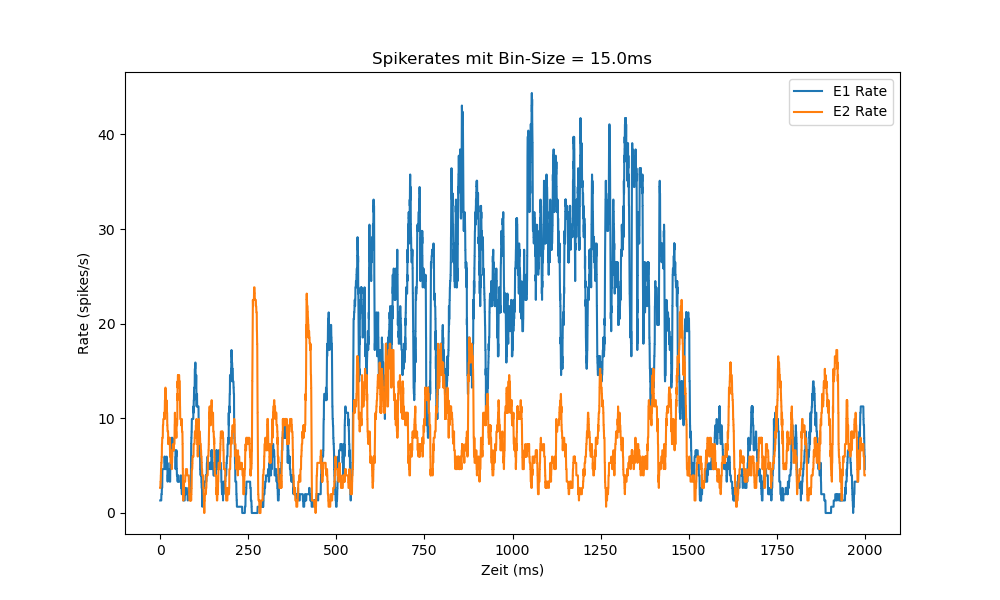 Spikerates mit Bin-Size = 15.0ms
E1 Rate
E2 Rate
Rate (spikes/s)
40
30
20
10
0
0 250 500 750 1000 1250 1500 1750 2000
Zeit (ms)